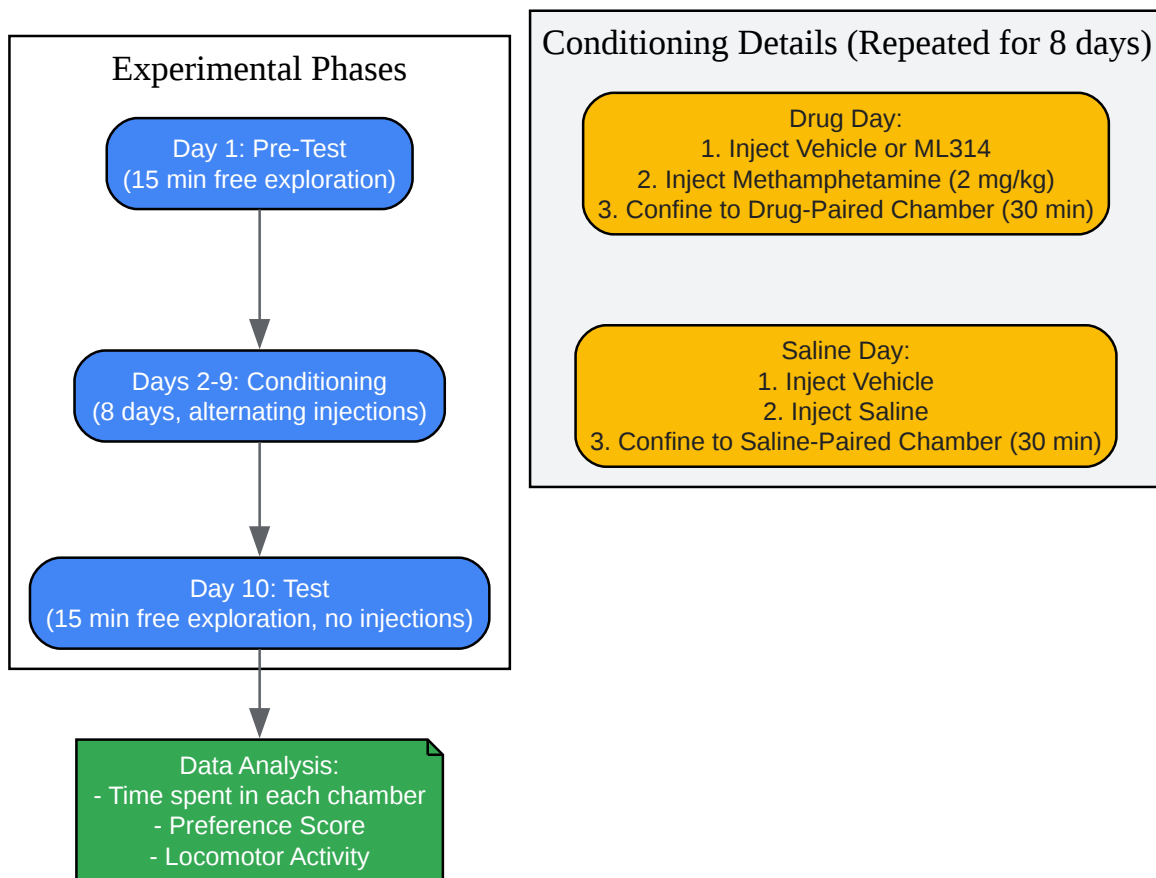 Experimental Phases
Day 1: Pre-Test
(15 min free exploration)
Days 2-9: Conditioning
(8 days, alternating injections)
Day 10: Test
(15 min free exploration, no injections)
Data Analysis:
- Time spent in each chamber
- Preference Score
- Locomotor Activity
Conditioning Details (Repeated for 8 days)
Drug Day:
1. Inject Vehicle or ML314
2. Inject Methamphetamine (2 mg/kg)
3. Confine to Drug-Paired Chamber (30 min)
Saline Day:
1. Inject Vehicle
2. Inject Saline
3. Confine to Saline-Paired Chamber (30 min)